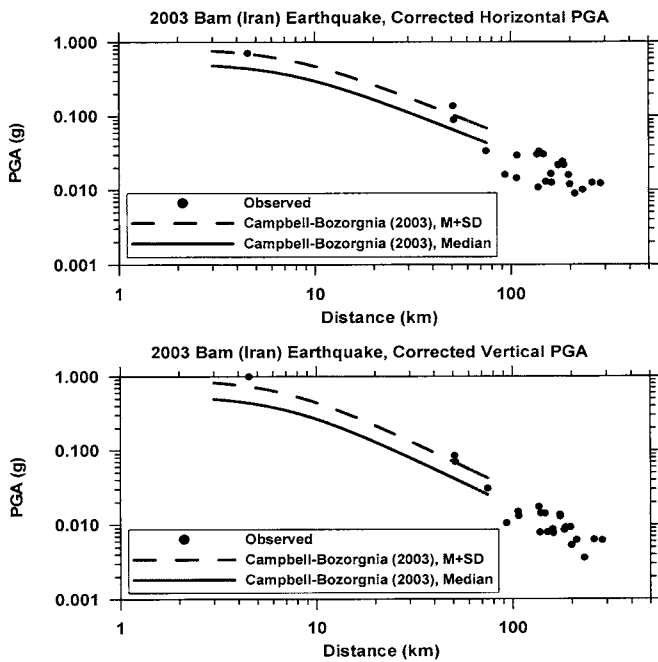 2003 Bam (Iran) Earthquake, Corrected Horizontal PGA
1.000
0.100
0.010
0.001
PGA (g)
Observed
Campbell-Bozorgnia (2003), M+SD
Campbell-Bozorgnia (2003), Median
1 10 100
Distance (km)
2003 Bam (Iran) Earthquake, Corrected Vertical PGA
1.000
0.100
0.010
0.001
PGA (g)
Observed
Campbell-Bozorgnia (2003), M+SD
Campbell-Bozorgnia (2003), Median
1 10 100
Distance (km)